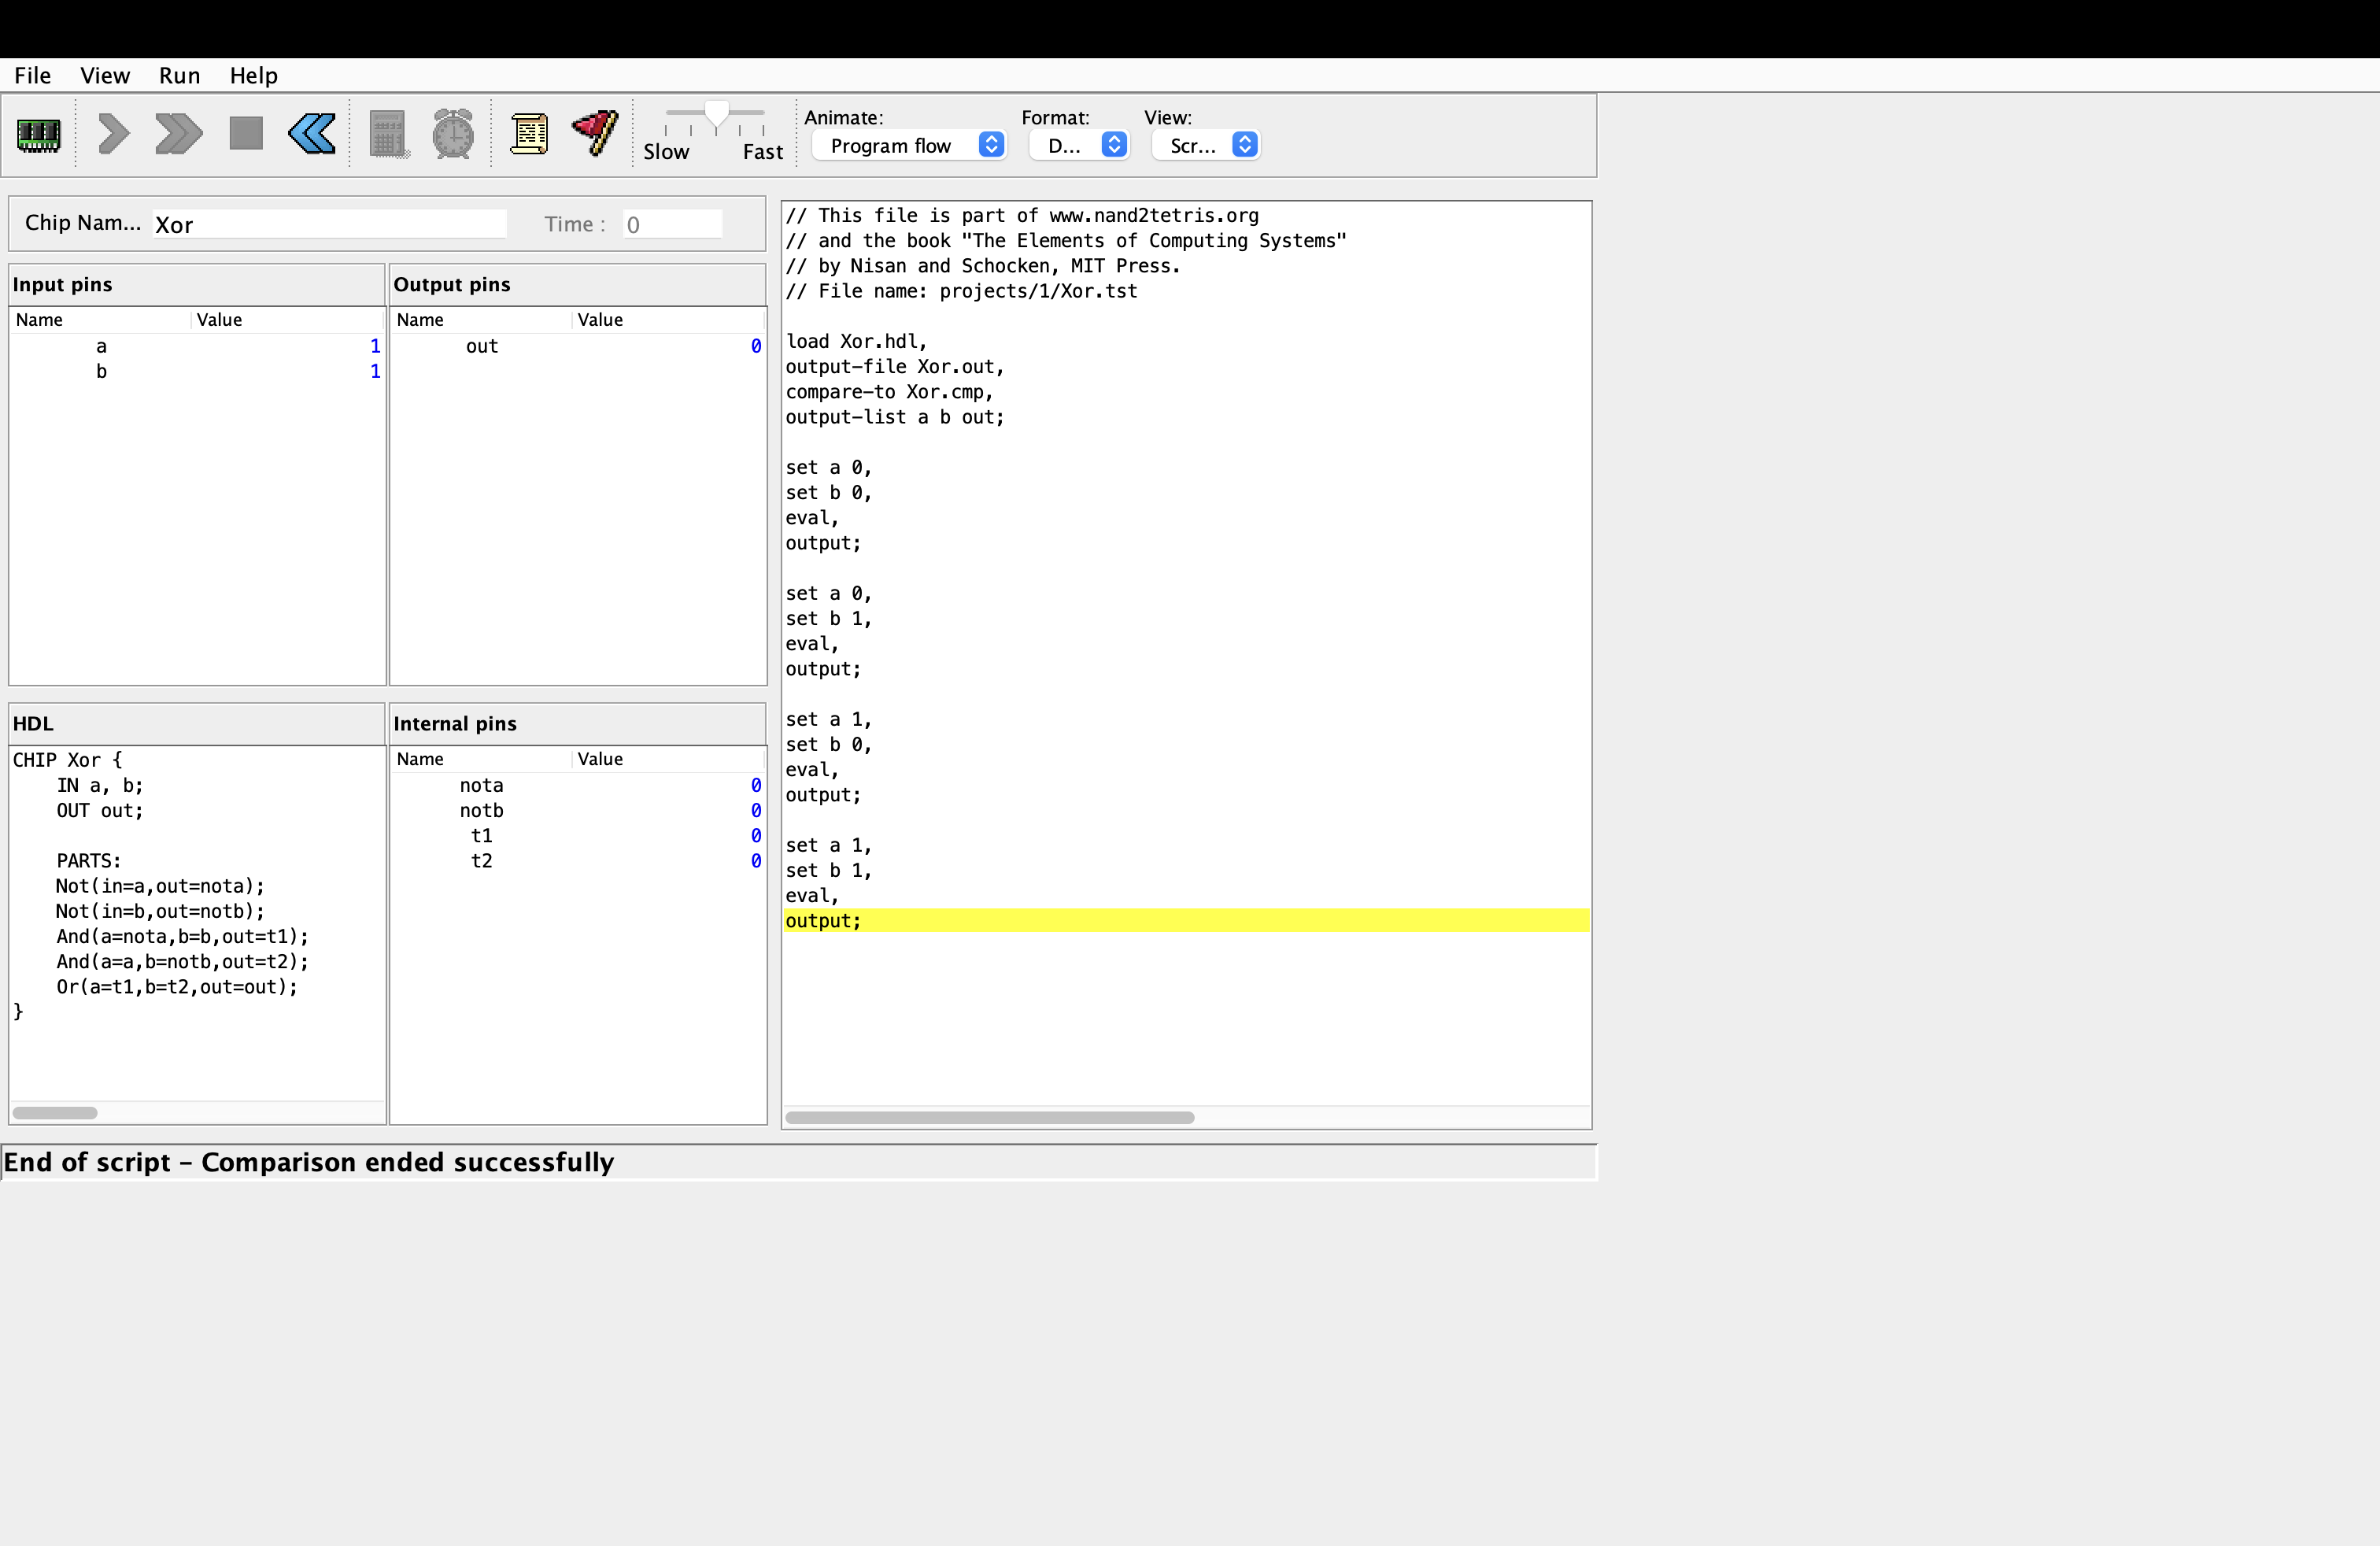 File View Run Help
Slow Fast
Animate: Format: View:
Program flow D... Scr...
Chip Nam... Xor Time : 0
Input pins
Name Value
a 1
b 1
Output pins
Name Value
out 0
HDL
CHIP Xor {
    IN a, b;
    OUT out;

    PARTS:
    Not(in=a,out=nota);
    Not(in=b,out=notb);
    And(a=nota,b=b,out=t1);
    And(a=a,b=notb,out=t2);
    Or(a=t1,b=t2,out=out);
}
Internal pins
Name Value
nota 0
notb 0
t1 0
t2 0
// This file is part of www.nand2tetris.org
// and the book "The Elements of Computing Systems"
// by Nisan and Schocken, MIT Press.
// File name: projects/1/Xor.tst

load Xor.hdl,
output-file Xor.out,
compare-to Xor.cmp,
output-list a b out;

set a 0,
set b 0,
eval,
output;

set a 0,
set b 1,
eval,
output;

set a 1,
set b 0,
eval,
output;

set a 1,
set b 1,
eval,
output;
End of script - Comparison ended successfully